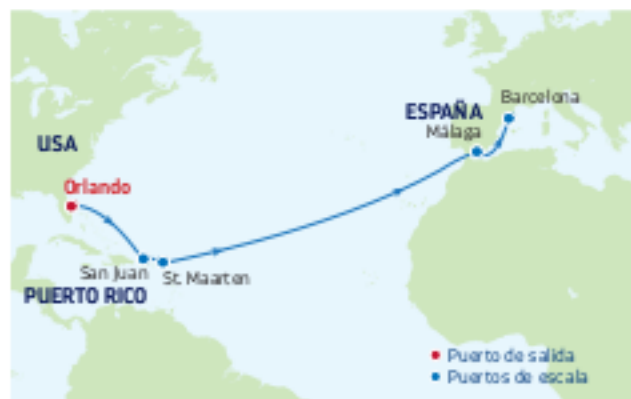 Barcelona
ESPAÑA
Málaga
USA
Orlando
San Juan
St. Maarten
PUERTO RICO
Puerto de salida
Puertos de escala